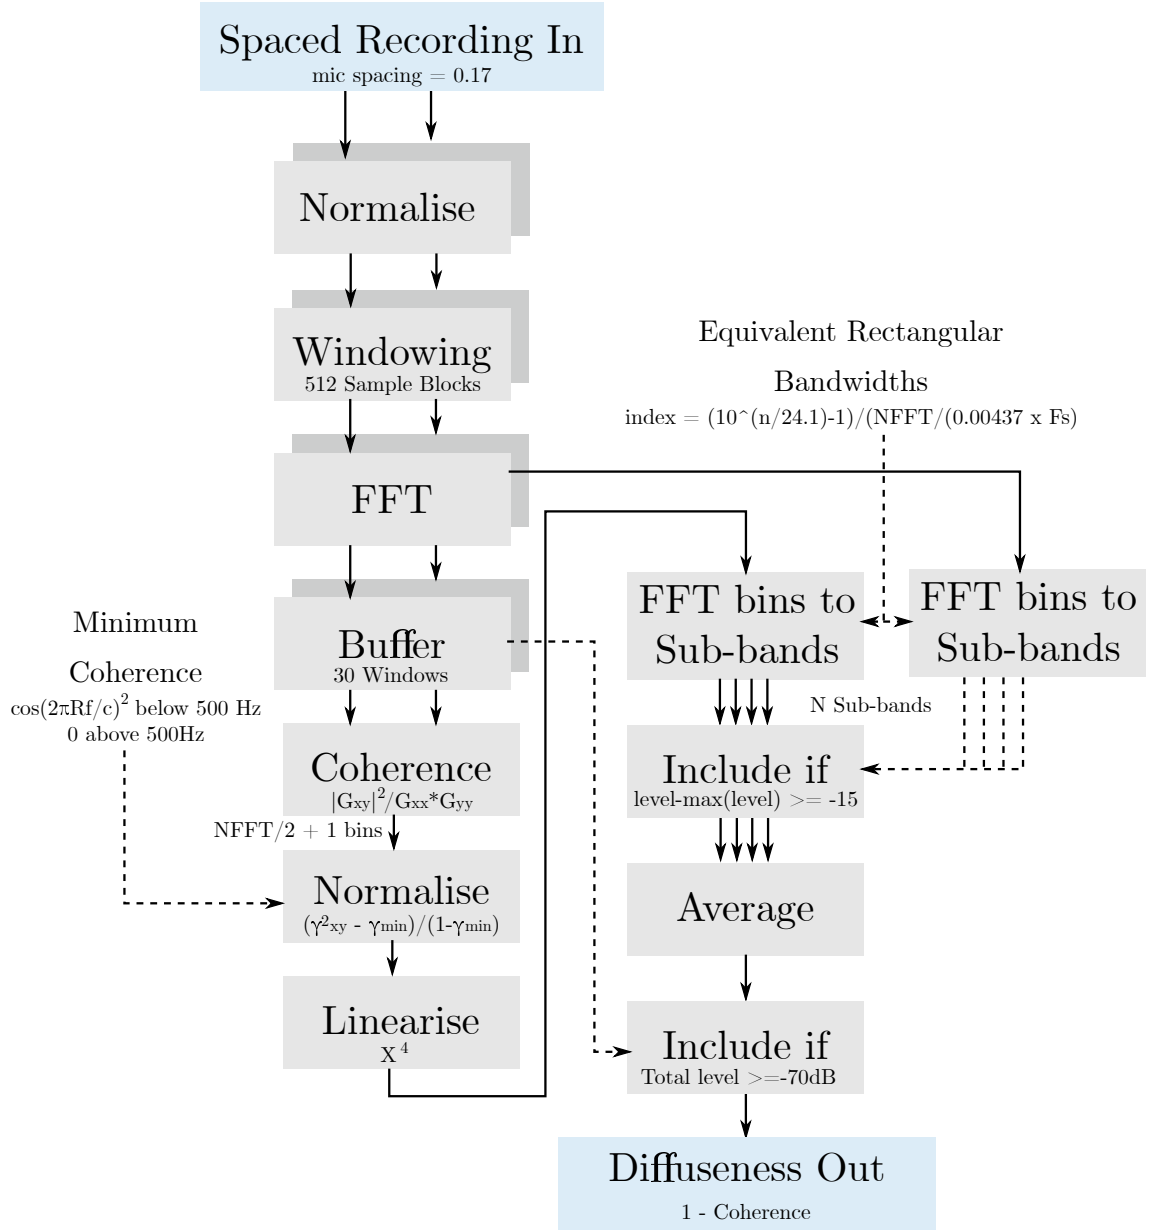 Spaced Recording In
mic spacing = 0.17
Normalise
Windowing
512 Sample Blocks
Equivalent Rectangular
Bandwidths
index = (10^(n/24.1)-1)/(NFFT/(0.00437 x Fs)
FFT
FFT bins to
Sub-bands
FFT bins to
Sub-bands
Buffer
30 Windows
Minimum
Coherence
cos(2πRf/c)² below 500 Hz
0 above 500Hz
N Sub-bands
Coherence
|Gxy|²/Gxx*Gyy
NFFT/2 + 1 bins
Include if
level-max(level) >= -15
Normalise
(γ²xy - γmin)/(1-γmin)
Average
Linearise
X⁴
Include if
Total level >=-70dB
Diffuseness Out
1 - Coherence